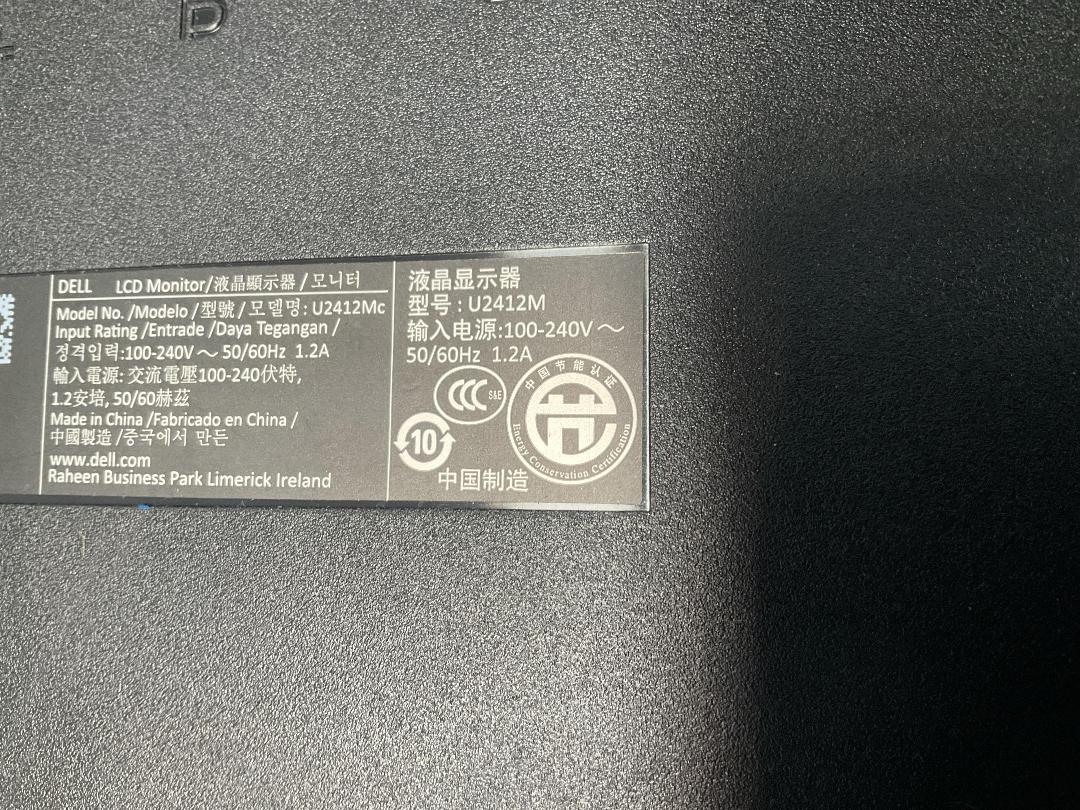 D
DELL LCD Monitor/液晶顯示器/모니터
Model No. /Modelo /型號/모델명: U2412Mc
Input Rating /Entrade /Daya Tegangan /
정격입력:100-240V～ 50/60Hz 1.2A
輸入電源: 交流電壓100-240伏特,
1.2安培, 50/60赫茲
Made in China /Fabricado en China /
中國製造 /중국에서 만든
www.dell.com
Raheen Business Park Limerick Ireland
液晶显示器
型号: U2412M
输入电源:100-240V～
50/60Hz 1.2A
CCC S&E
中国节能认证
Energy Conservation Certification
10
中国制造